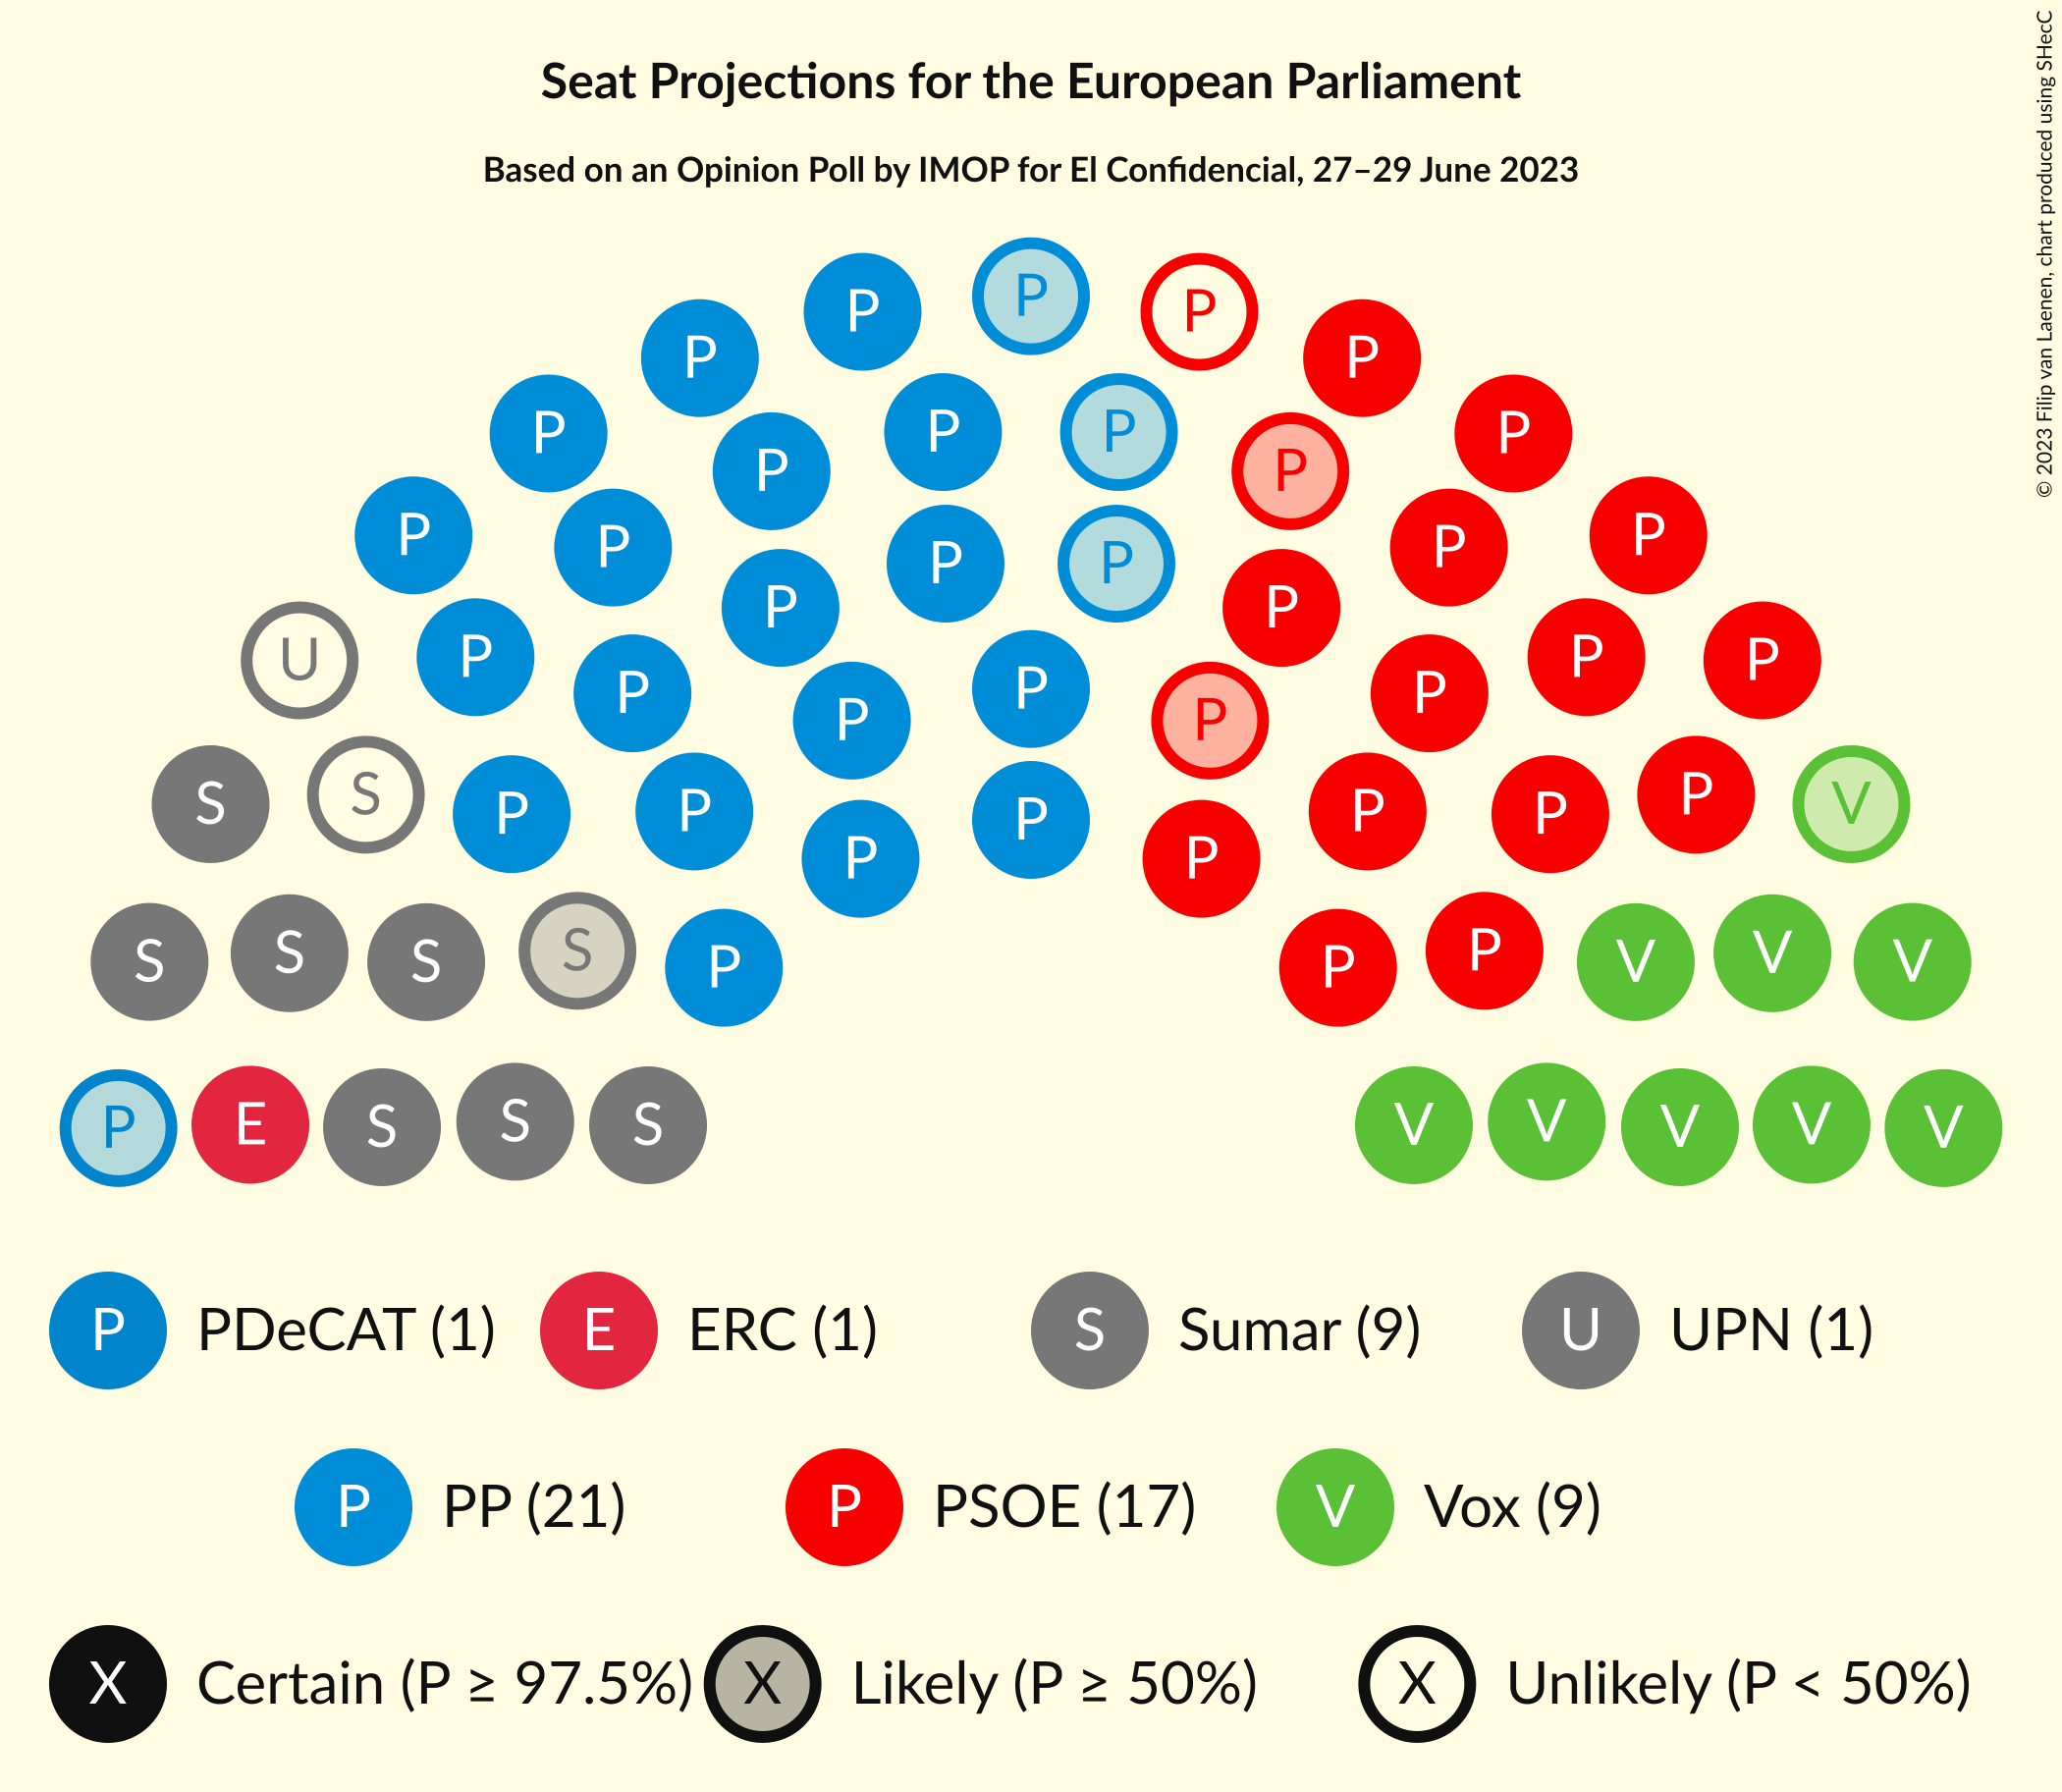 Seat Projections for the European Parliament
Based on an Opinion Poll by IMOP for El Confidencial, 27–29 June 2023
© 2023 Filip van Laenen, chart produced using SHecC
P
P P
P P
P P P
P P
P P P P
P P
P P P
P P P P
U P P P
P P
P P P P
S S P P P P P P P V
P P
S S S S P P P V V V
P E S S S V V V V V
P PDeCAT (1) E ERC (1) S Sumar (9) U UPN (1)
P PP (21) P PSOE (17) V Vox (9)
X Certain (P ≥ 97.5%) X Likely (P ≥ 50%) X Unlikely (P < 50%)